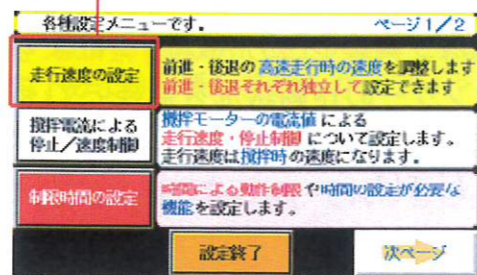 各種設定メニューです。
ページ1/2
走行速度の設定
前進・後退の高速走行時の速度を調整します
前進・後退それぞれ独立して設定できます
撹拌電流による
停止/速度制御
撹拌モーターの電流値による
走行速度・停止制御について設定します。
走行速度は撹拌時の速度になります。
制限時間の設定
時間による動作制限や時間の設定が必要な
機能を設定します。
設定終了
次ページ